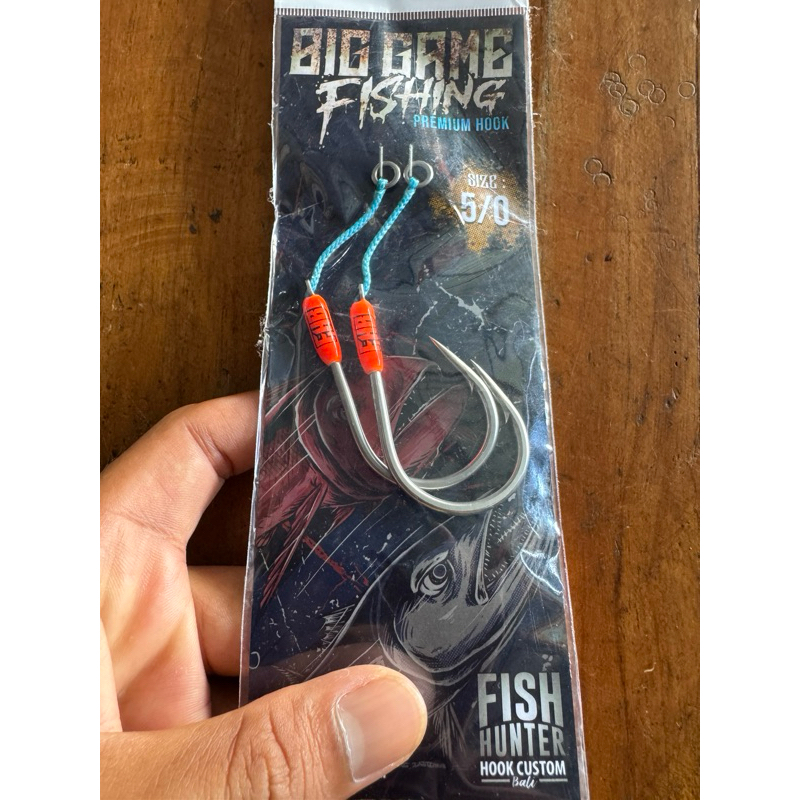 BIG GAME
FISHING
PREMIUM HOOK
SIZE :
5/0
FISH
HUNTER
HOOK CUSTOM
Bali